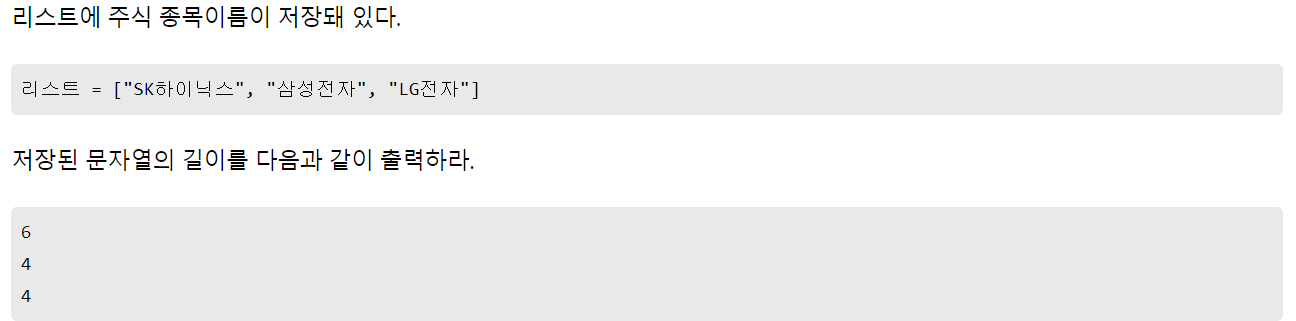 리스트에 주식 종목이름이 저장돼 있다.
리스트 = ["SK하이닉스", "삼성전자", "LG전자"]
저장된 문자열의 길이를 다음과 같이 출력하라.
6
4
4